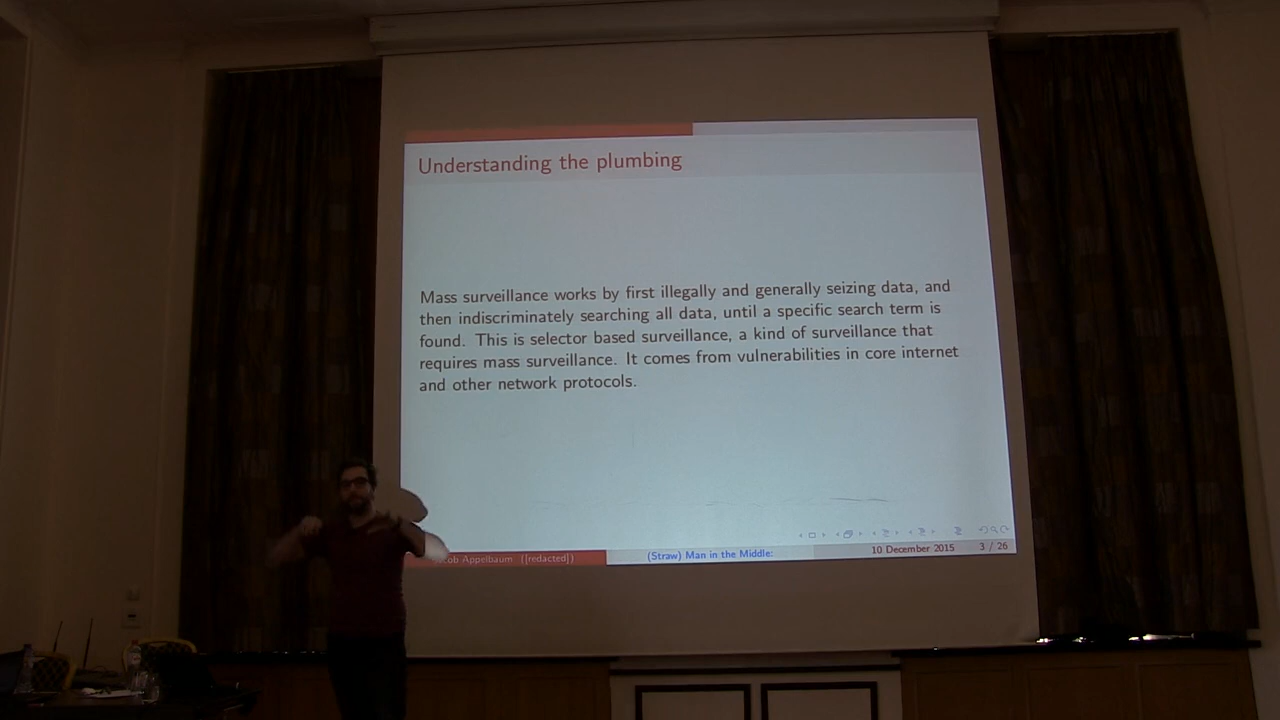 Understanding the plumbing
Mass surveillance works by first illegally and generally seizing data, and
then indiscriminately searching all data, until a specific search term is
found. This is selector based surveillance, a kind of surveillance that
requires mass surveillance. It comes from vulnerabilities in core internet
and other network protocols.
cob Appelbaum ([redacted]) (Straw) Man in the Middle: 10 December 2015 3 / 26